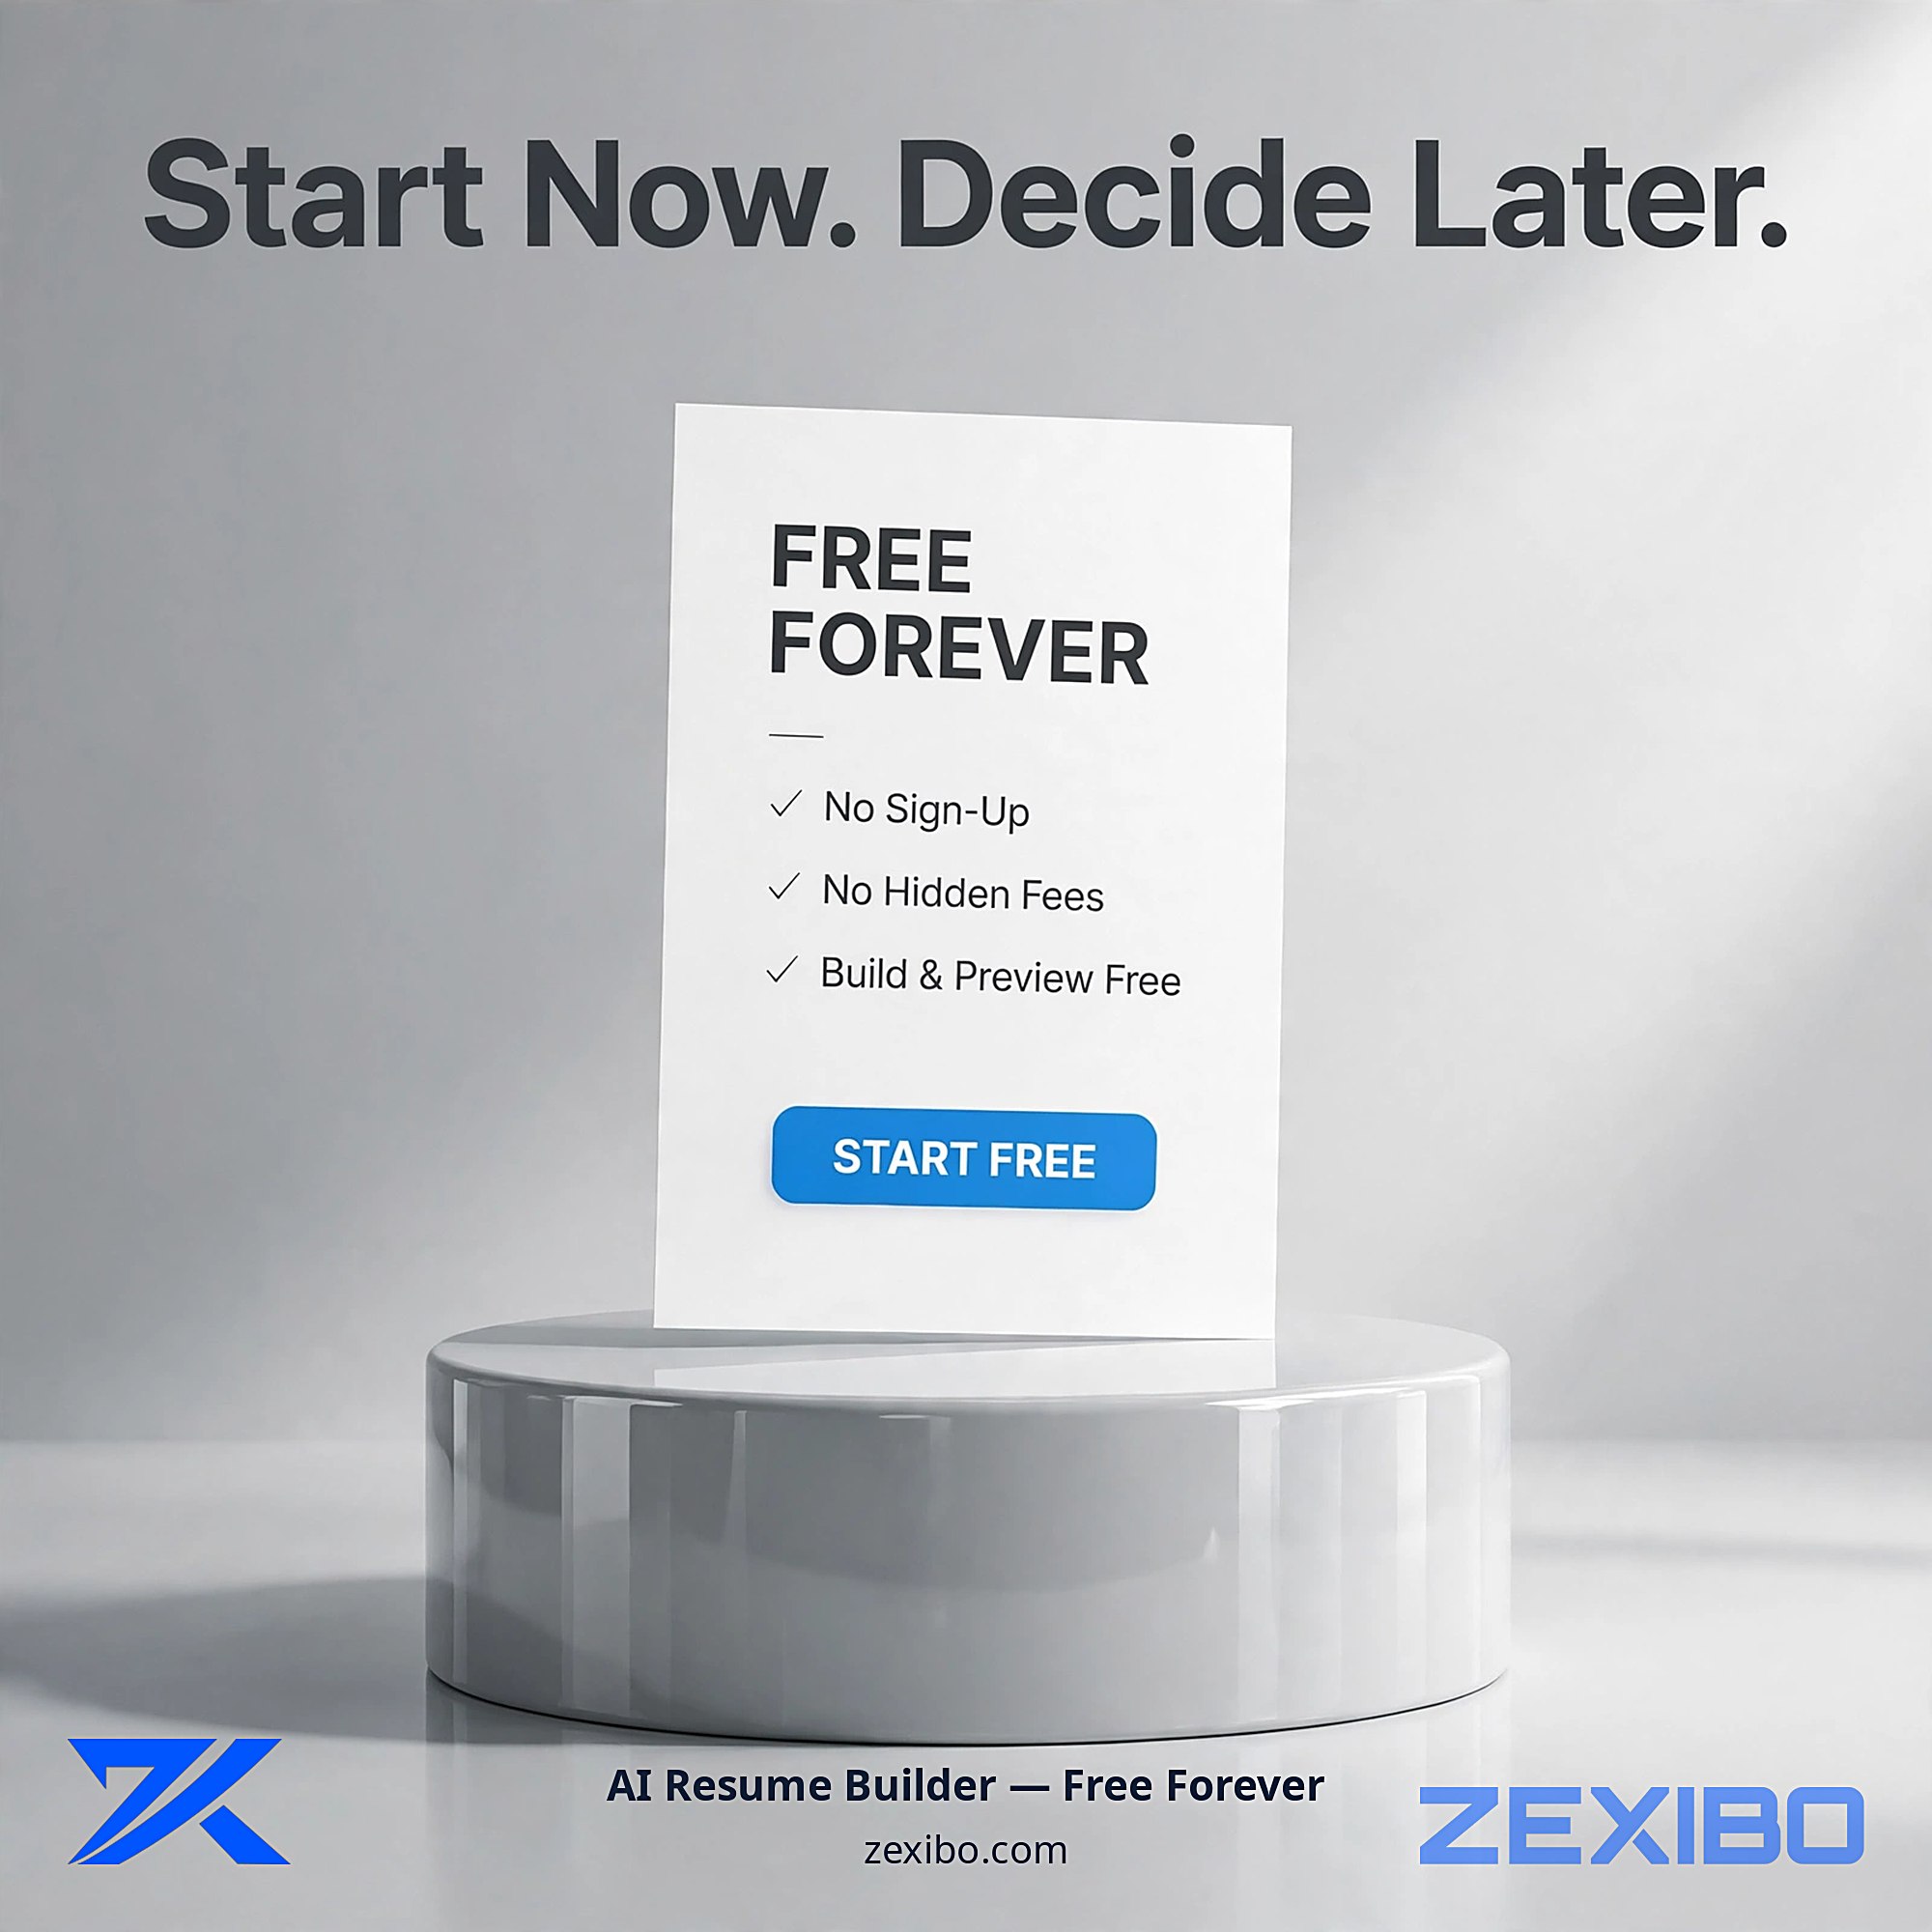 Start Now. Decide Later.
FREE
FOREVER
No Sign-Up
No Hidden Fees
Build & Preview Free
START FREE
AI Resume Builder — Free Forever
zexibo.com
ZEXIBO